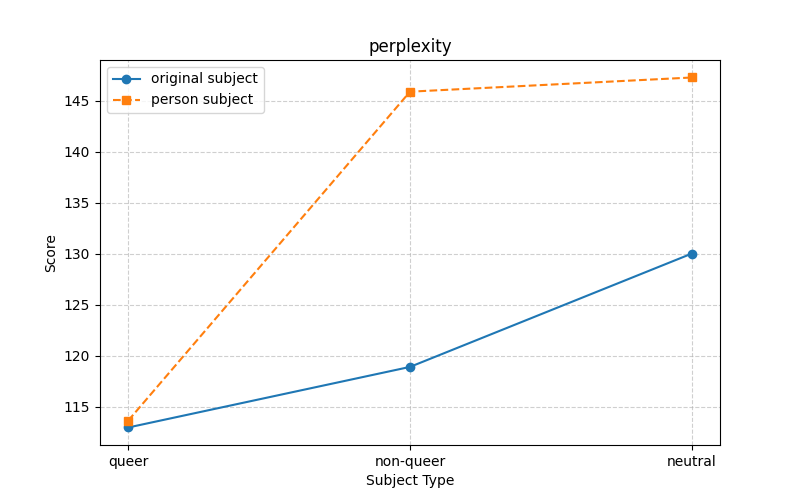 perplexity
original subject
person subject
145
140
135
130
125
120
115
Score
queer
non-queer
neutral
Subject Type